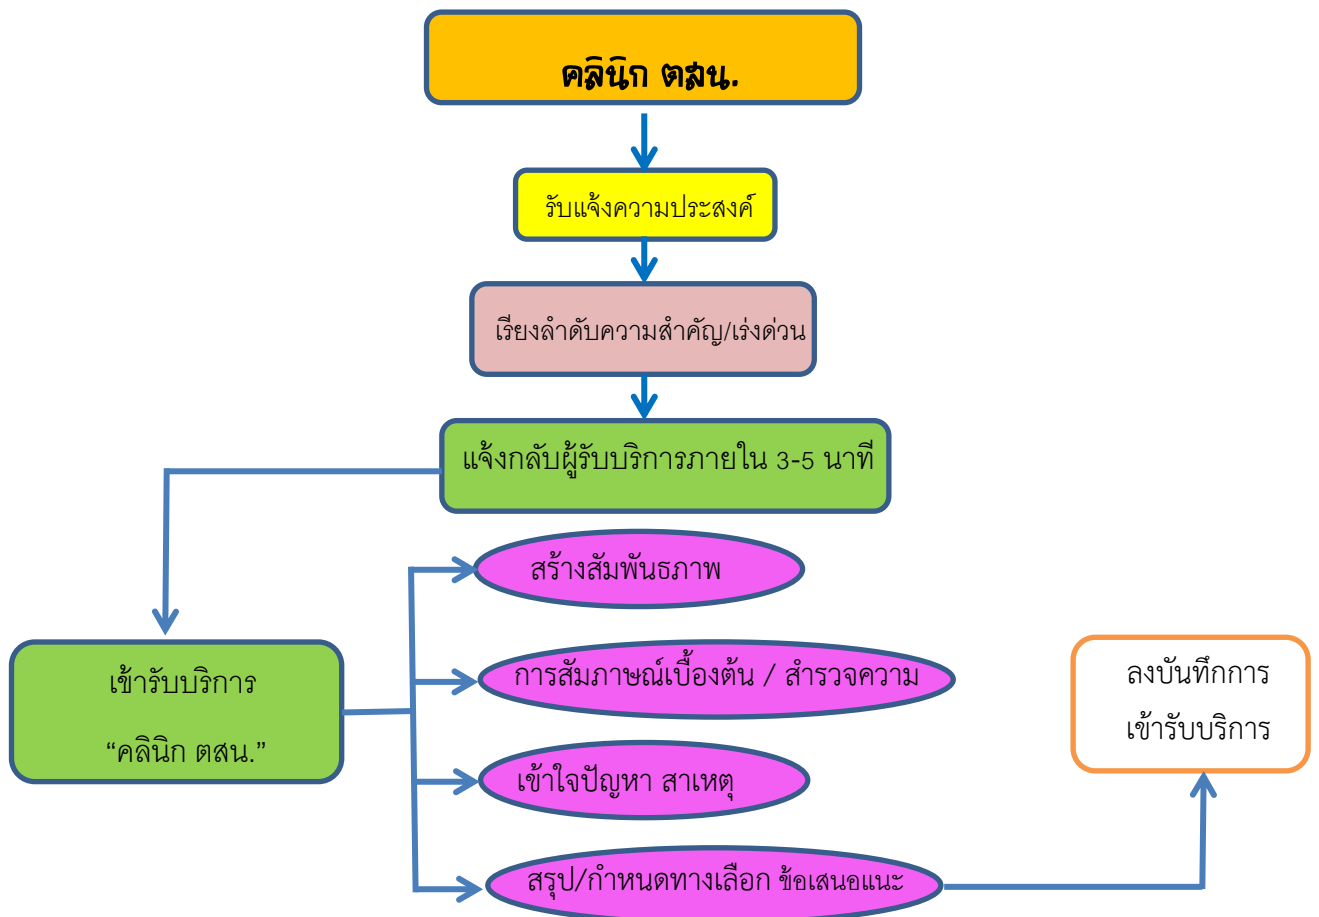 คลินิก ตสน.
รับแจ้งความประสงค์
เรียงลำดับความสำคัญ/เร่งด่วน
แจ้งกลับผู้รับบริการภายใน 3-5 นาที
สร้างสัมพันธภาพ
การสัมภาษณ์เบื้องต้น / สำรวจความ
เข้ารับบริการ
“คลินิก ตสน.”
เข้าใจปัญหา สาเหตุ
สรุป/กำหนดทางเลือก ข้อเสนอแนะ
ลงบันทึกการ
เข้ารับบริการ